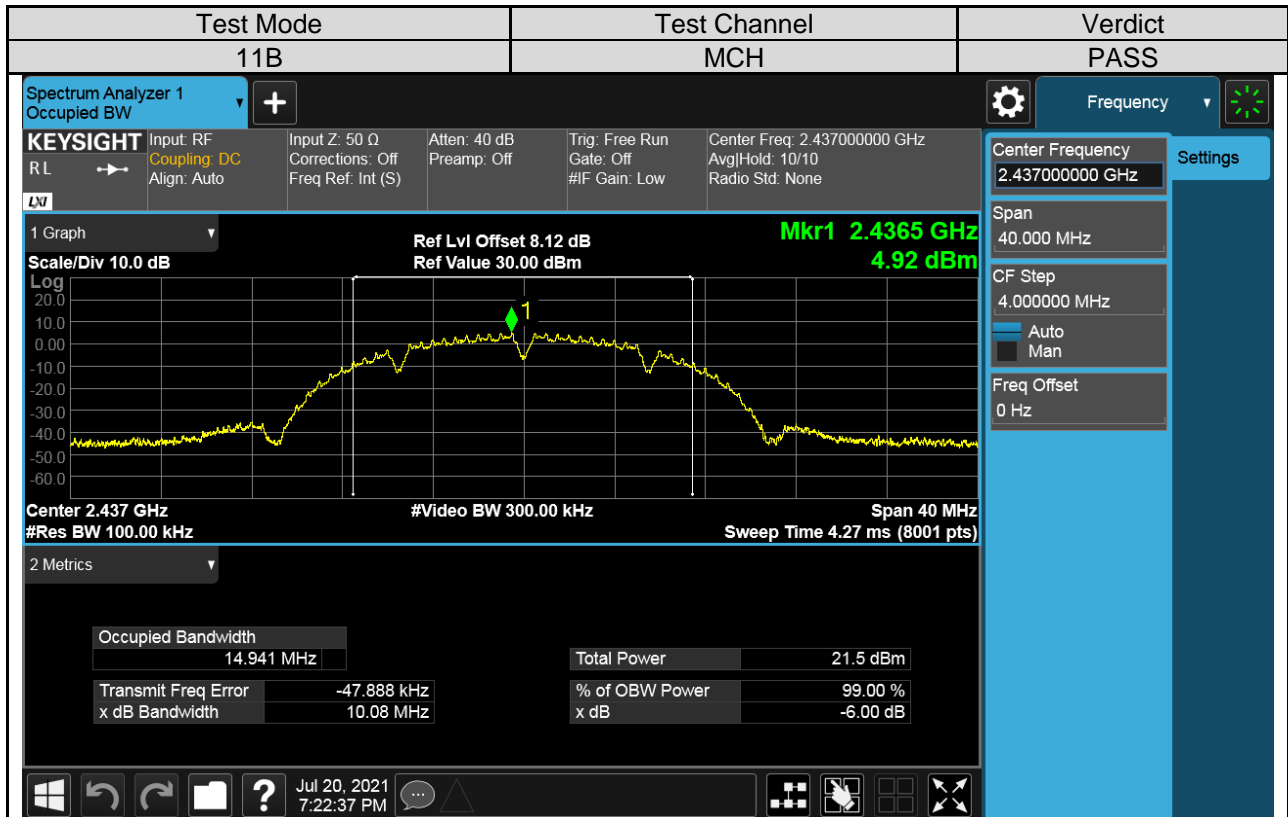 Test Mode Test Channel Verdict
11B MCH PASS
Spectrum Analyzer 1
Occupied BW
+
Frequency
KEYSIGHT
RL
LXI
Input: RF
Coupling: DC
Align: Auto
Input Z: 50 Ω
Corrections: Off
Freq Ref: Int (S)
Atten: 40 dB
Preamp: Off
Trig: Free Run
Gate: Off
#IF Gain: Low
Center Freq: 2.437000000 GHz
Avg|Hold: 10/10
Radio Std: None
Center Frequency
2.437000000 GHz
Settings
Span
40.000 MHz
CF Step
4.000000 MHz
Auto
Man
Freq Offset
0 Hz
1 Graph
Scale/Div 10.0 dB
Ref Lvl Offset 8.12 dB
Ref Value 30.00 dBm
Mkr1 2.4365 GHz
4.92 dBm
Log
20.0
10.0
0.00
-10.0
-20.0
-30.0
-40.0
-50.0
-60.0
1
Center 2.437 GHz
#Res BW 100.00 kHz
#Video BW 300.00 kHz
Span 40 MHz
Sweep Time 4.27 ms (8001 pts)
2 Metrics
Occupied Bandwidth
14.941 MHz
Total Power 21.5 dBm
Transmit Freq Error -47.888 kHz
% of OBW Power 99.00 %
x dB Bandwidth 10.08 MHz
x dB -6.00 dB
?
Jul 20, 2021
7:22:37 PM